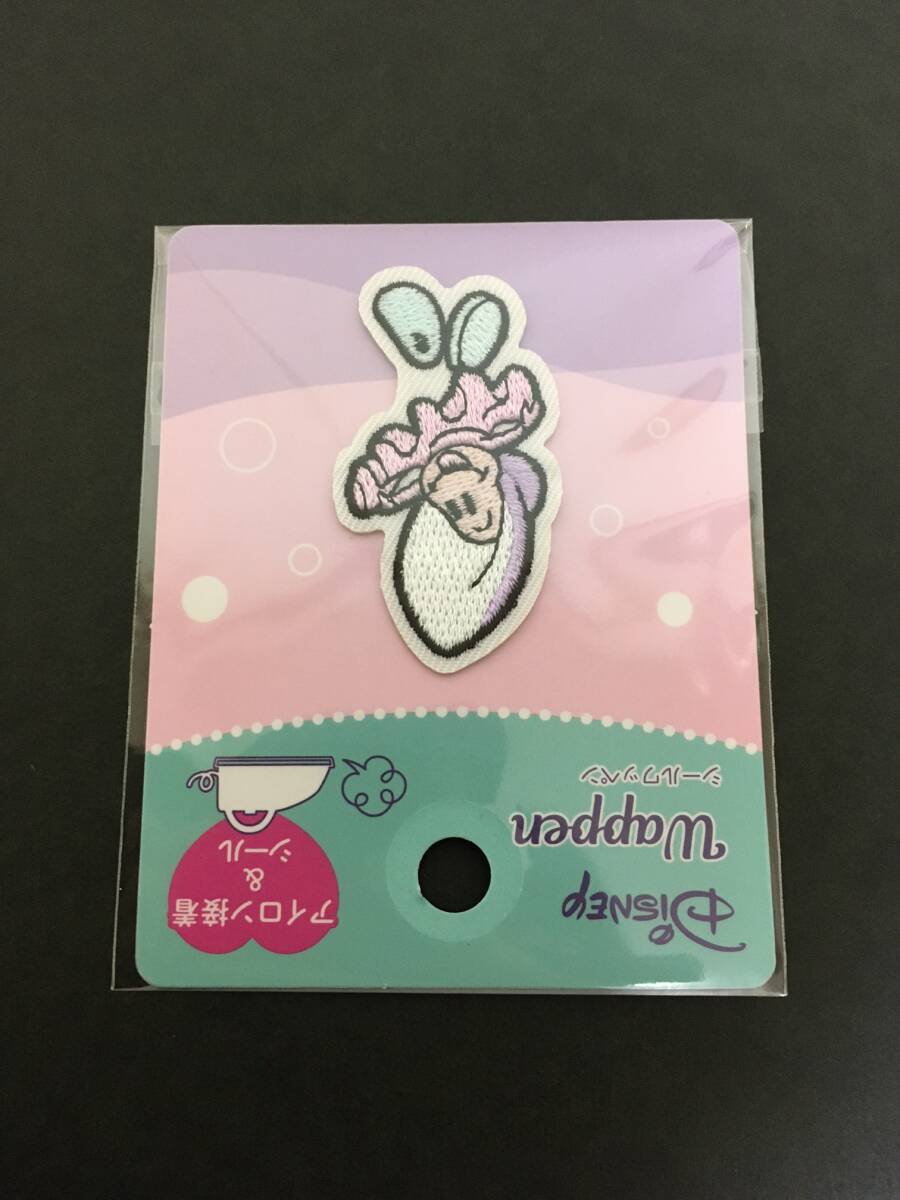 Disney
Wappen
シールワッペン
アイロン接着
&
シール